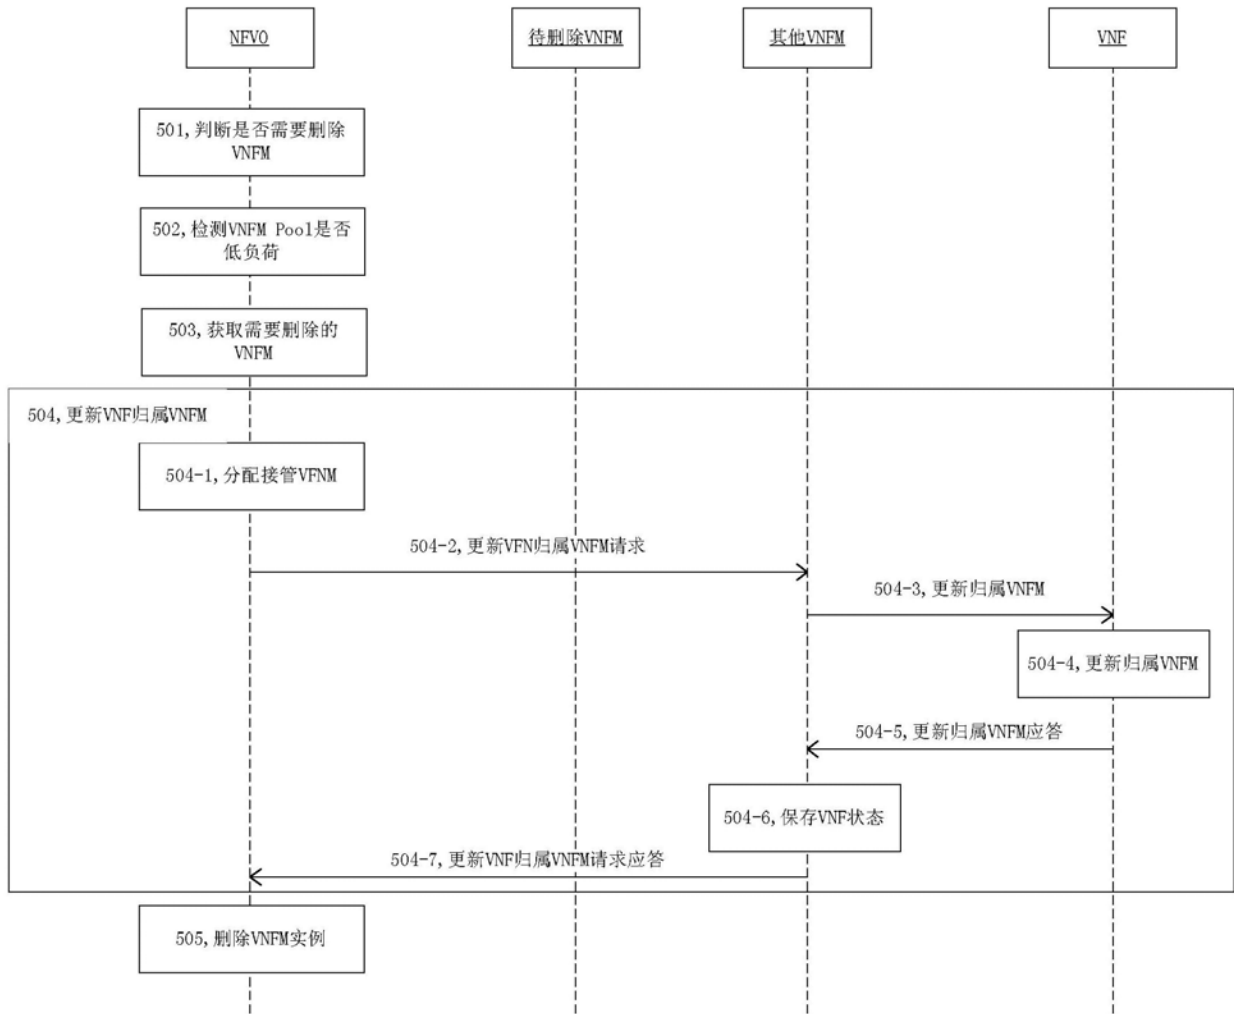 NFVO
待删除VNFM
其他VNFM
VNF
501,判断是否需要删除
VNFM
502,检测VNFM Pool是否
低负荷
503,获取需要删除的
VNFM
504,更新VNF归属VNFM
504-1,分配接管VFNM
504-2,更新VFN归属VNFM请求
504-3,更新归属VNFM
504-4,更新归属VNFM
504-5,更新归属VNFM应答
504-6,保存VNF状态
504-7,更新VNF归属VNFM请求应答
505,删除VNFM实例